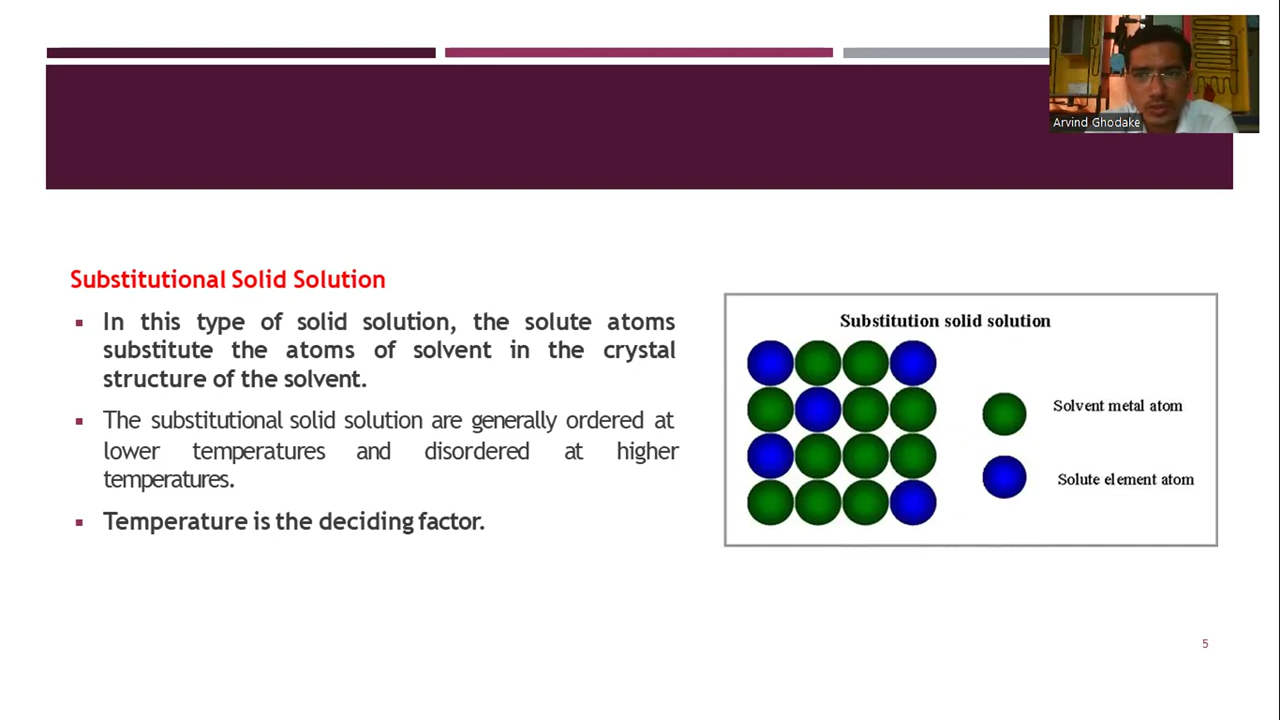 Arvind Ghodake
Substitutional Solid Solution
In this type of solid solution, the solute atoms
substitute the atoms of solvent in the crystal
structure of the solvent.
The substitutional solid solution are generally ordered at
lower temperatures and disordered at higher
temperatures.
Temperature is the deciding factor.
Substitution solid solution
Solvent metal atom
Solute element atom
5